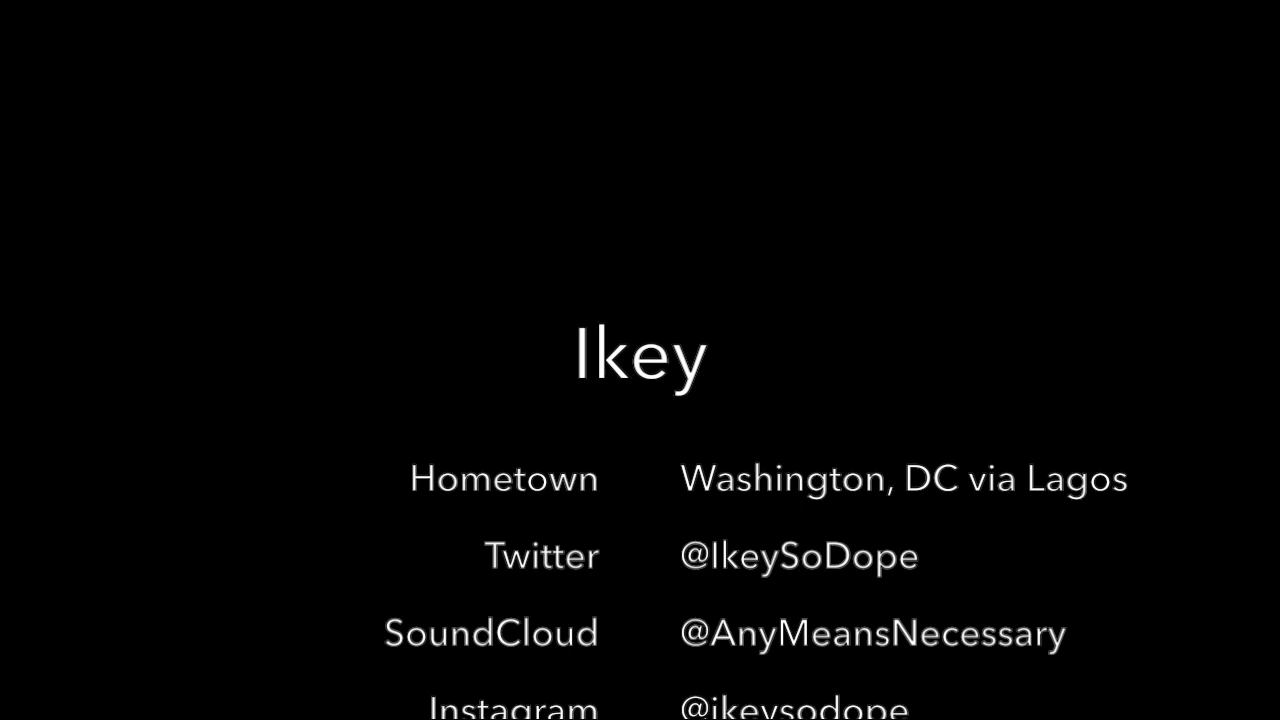 Ikey
Hometown Washington, DC via Lagos
Twitter @IkeySoDope
SoundCloud @AnyMeansNecessary
Instagram @ikeysodope